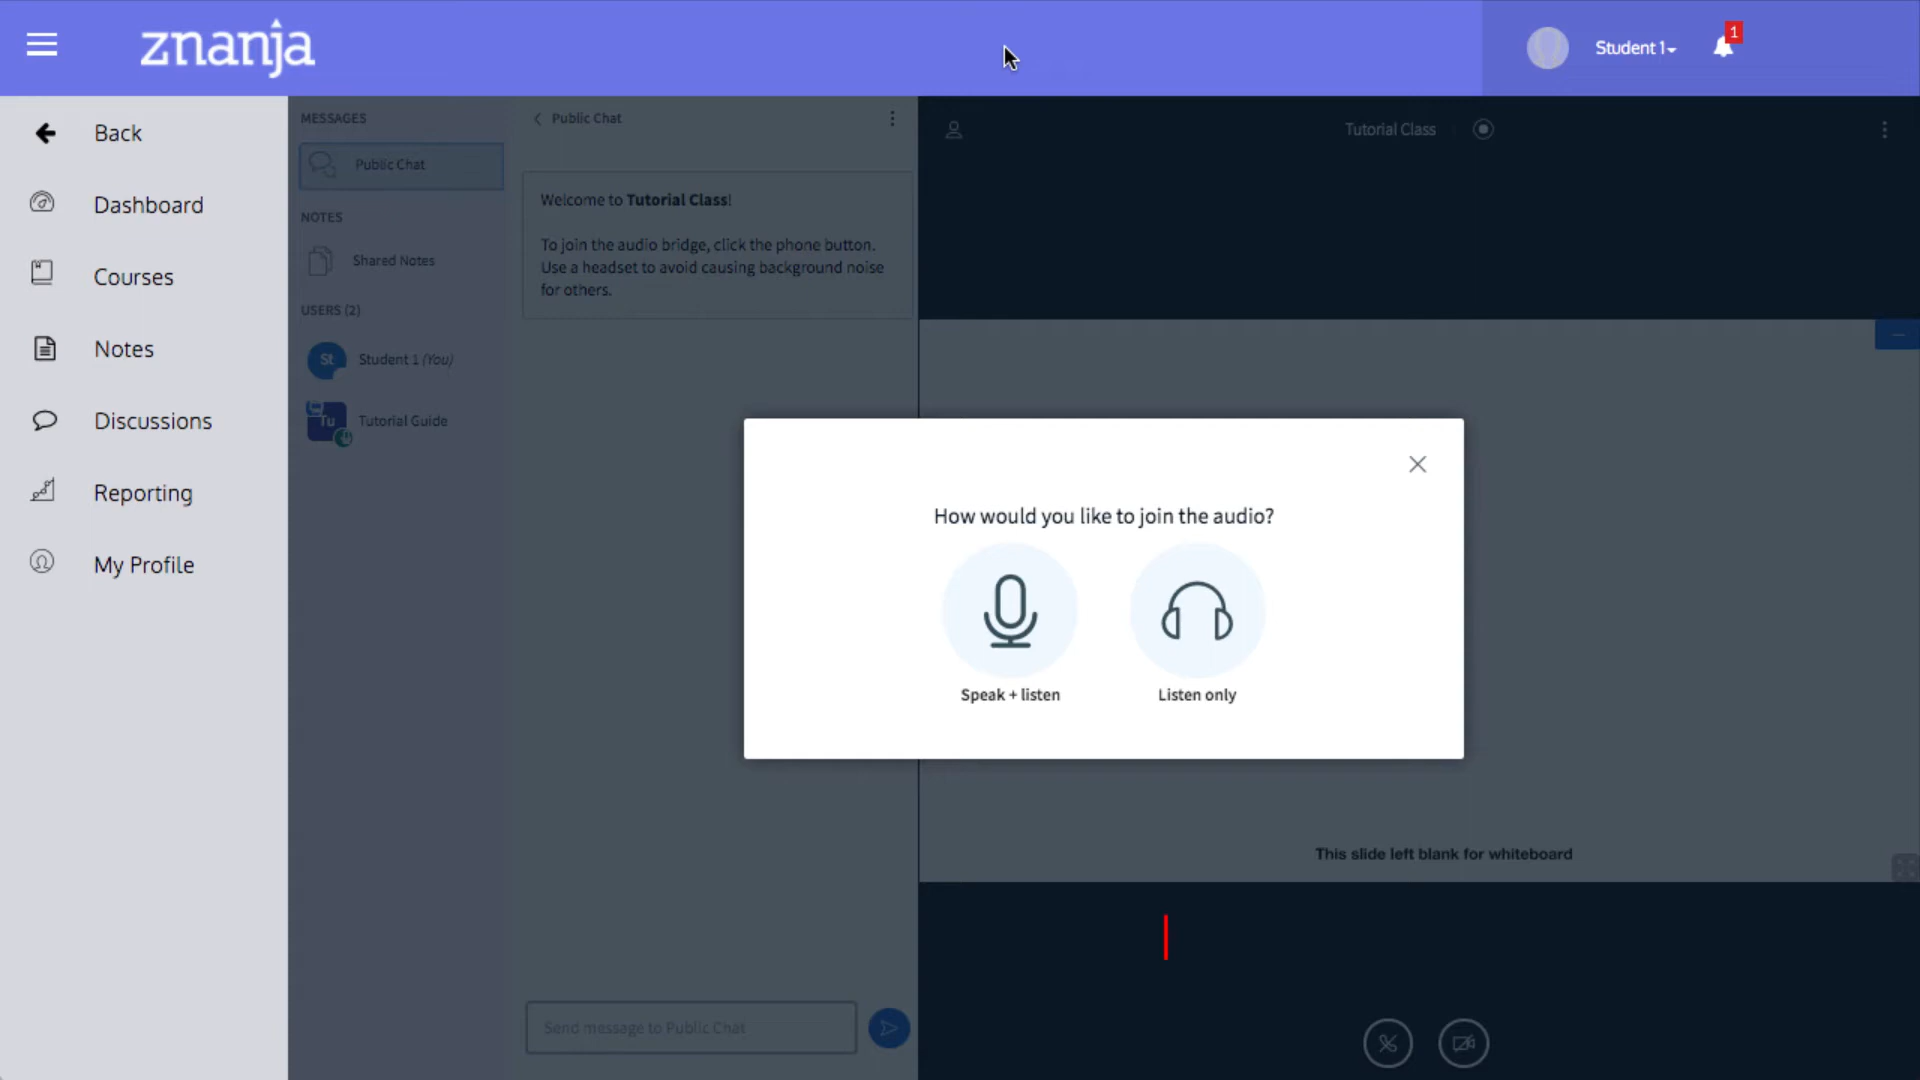 znanja
Student 1
1
Back
Dashboard
Courses
Notes
Discussions
Reporting
My Profile
MESSAGES
Public Chat
NOTES
Shared Notes
USERS (2)
St
Student 1 (You)
Tu
Tutorial Guide
Public Chat
Welcome to Tutorial Class!
To join the audio bridge, click the phone button.
Use a headset to avoid causing background noise
for others.
Send message to Public Chat
Tutorial Class
How would you like to join the audio?
Speak + listen
Listen only
This slide left blank for whiteboard